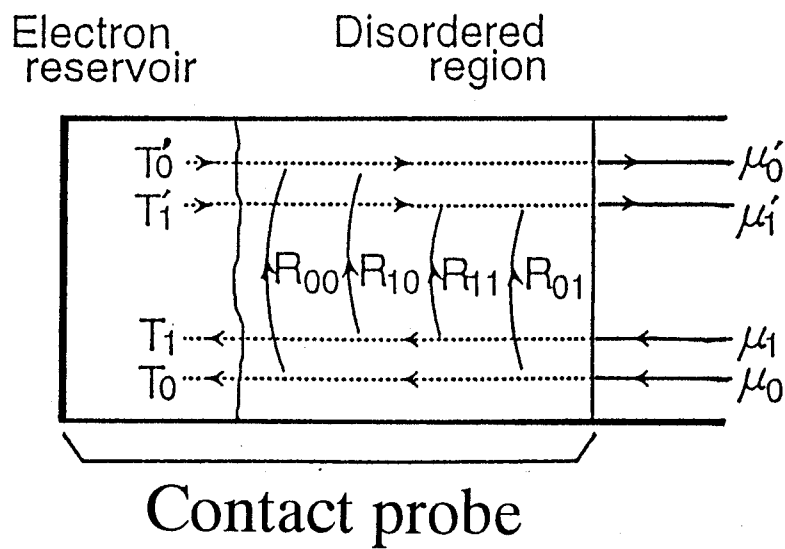 Electron
reservoir
Disordered
region
T₀′
μ₀′
T₁′
μ₁′
R₀₀
R₁₀
R₁₁
R₀₁
T₁
μ₁
T₀
μ₀
Contact probe